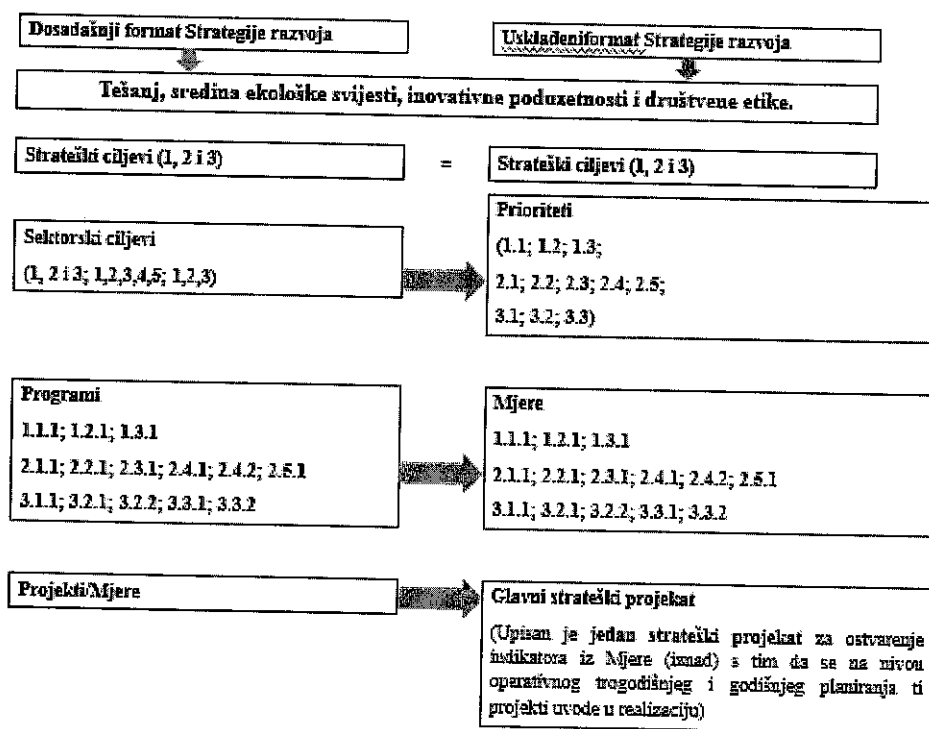 Dosadašnji format Strategije razvoja
Usklađeniformat Strategije razvoja
Tešanj, sredina ekološke svijesti, inovativne poduzetnosti i društvene etike.
Strateški ciljevi (1, 2 i 3)
=
Strateški ciljevi (1, 2 i 3)
Sektorski ciljevi
(1, 2 i 3; 1,2,3,4,5; 1,2,3)
Prioriteti
(1.1; 1.2; 1.3;
2.1; 2.2; 2.3; 2.4; 2.5;
3.1; 3.2; 3.3)
Programi
1.1.1; 1.2.1; 1.3.1
2.1.1; 2.2.1; 2.3.1; 2.4.1; 2.4.2; 2.5.1
3.1.1; 3.2.1; 3.2.2; 3.3.1; 3.3.2
Mjere
1.1.1; 1.2.1; 1.3.1
2.1.1; 2.2.1; 2.3.1; 2.4.1; 2.4.2; 2.5.1
3.1.1; 3.2.1; 3.2.2; 3.3.1; 3.3.2
Projekti/Mjere
Glavni strateški projekat
(Upisan je jedan strateški projekat za ostvarenje
indikatora iz Mjere (iznad) s tim da se na nivou
operativnog trogodišnjeg i godišnjeg planiranja ti
projekti uvode u realizaciju)